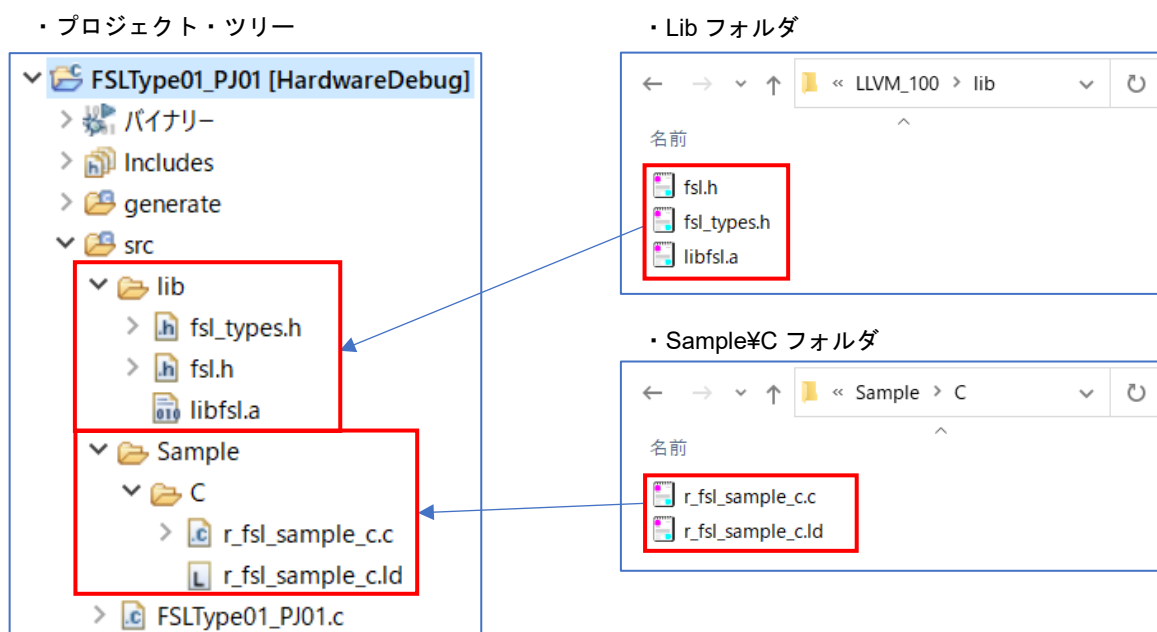 ・プロジェクト・ツリー
FSLType01_PJ01 [HardwareDebug]
バイナリー
Includes
generate
src
lib
fsl_types.h
fsl.h
libfsl.a
Sample
C
r_fsl_sample_c.c
r_fsl_sample_c.ld
FSLType01_PJ01.c
・Lib フォルダ
« LLVM_100 > lib
名前
fsl.h
fsl_types.h
libfsl.a
・Sample¥C フォルダ
« Sample > C
名前
r_fsl_sample_c.c
r_fsl_sample_c.ld